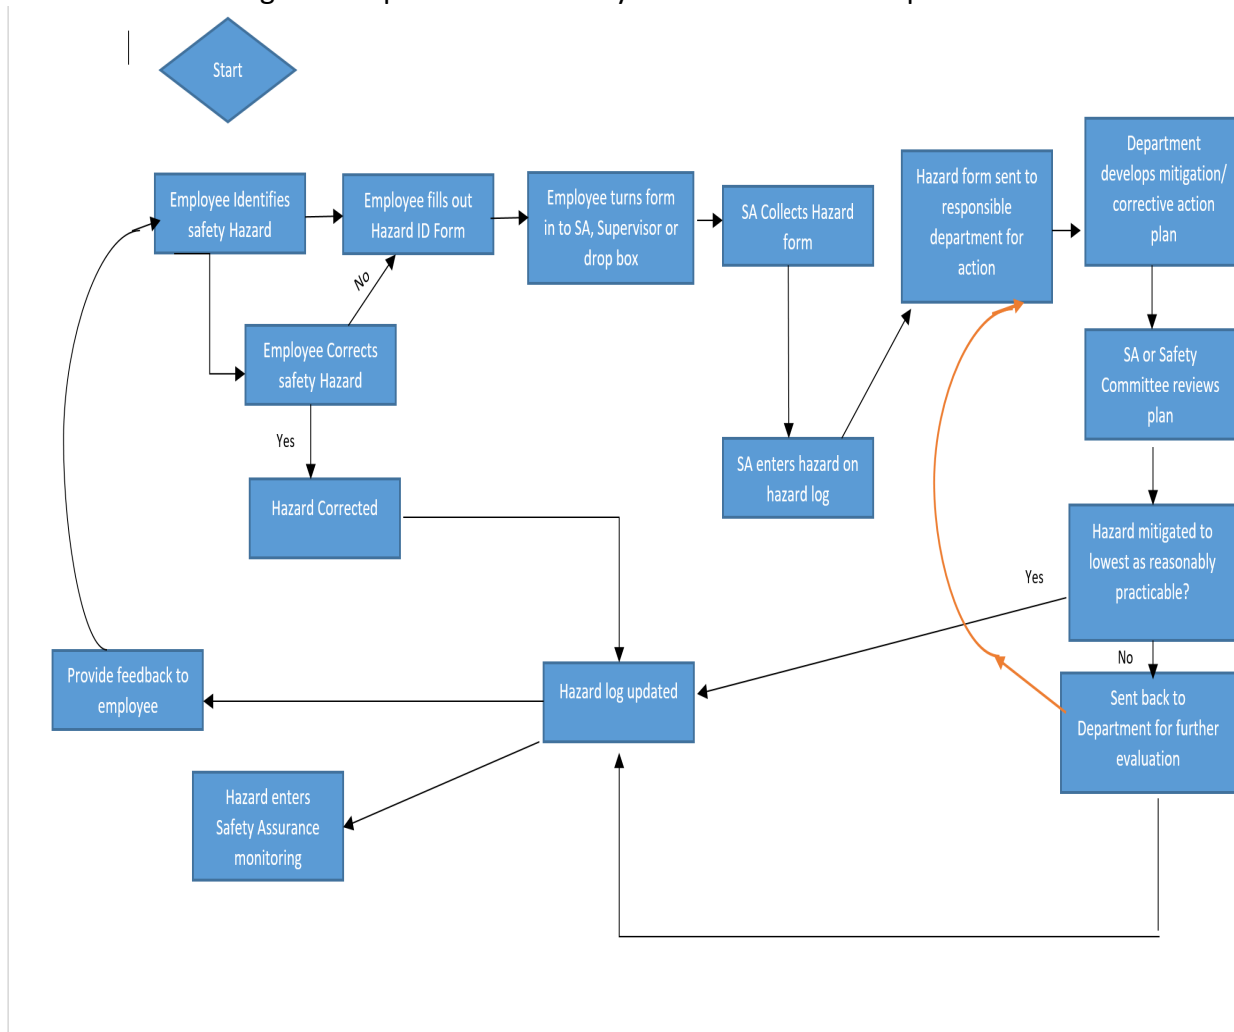 Start
Employee Identifies
safety Hazard
Employee fills out
Hazard ID Form
Employee turns form
in to SA, Supervisor or
drop box
SA Collects Hazard
form
Hazard form sent to
responsible
department for
action
Department
develops mitigation/
corrective action
plan
No
Employee Corrects
safety Hazard
SA or Safety
Committee reviews
plan
Yes
Hazard Corrected
SA enters hazard on
hazard log
Hazard mitigated to
lowest as reasonably
practicable?
Yes
No
Provide feedback to
employee
Hazard log updated
Sent back to
Department for further
evaluation
Hazard enters
Safety Assurance
monitoring